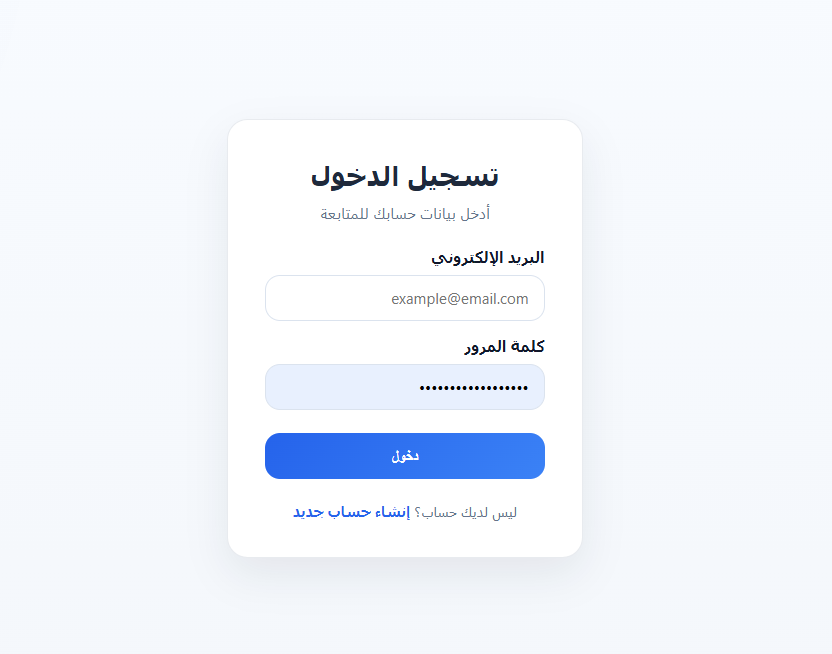 تسجيل الدخول
أدخل بيانات حسابك للمتابعة
البريد الإلكتروني
example@email.com
كلمة المرور
••••••••••••••••••
دخول
ليس لديك حساب؟ إنشاء حساب جديد